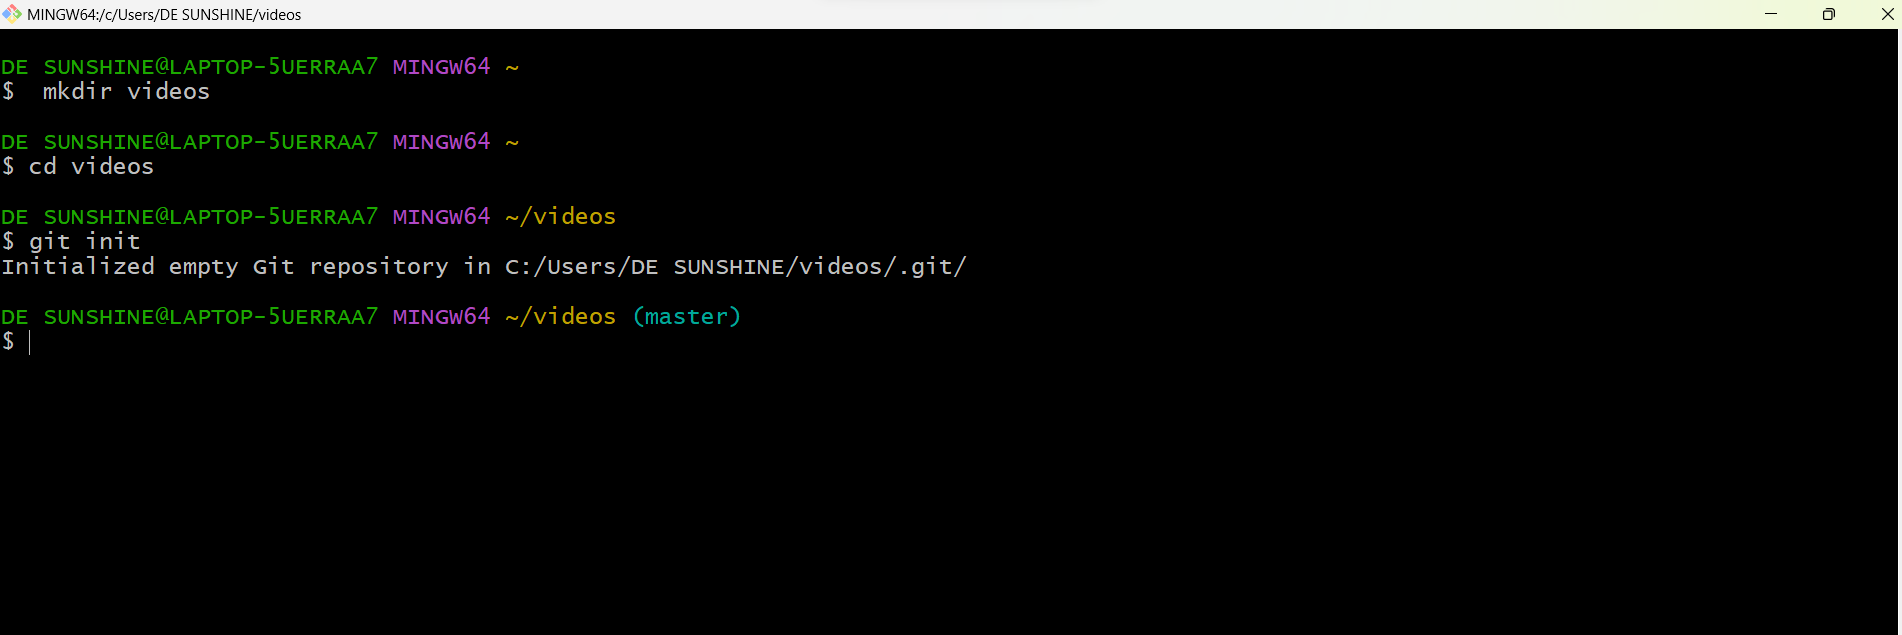 MINGW64:/c/Users/DE SUNSHINE/videos
DE SUNSHINE@LAPTOP-5UERRAA7 MINGW64 ~
$  mkdir videos
DE SUNSHINE@LAPTOP-5UERRAA7 MINGW64 ~
$ cd videos
DE SUNSHINE@LAPTOP-5UERRAA7 MINGW64 ~/videos
$ git init
Initialized empty Git repository in C:/Users/DE SUNSHINE/videos/.git/
DE SUNSHINE@LAPTOP-5UERRAA7 MINGW64 ~/videos (master)
$